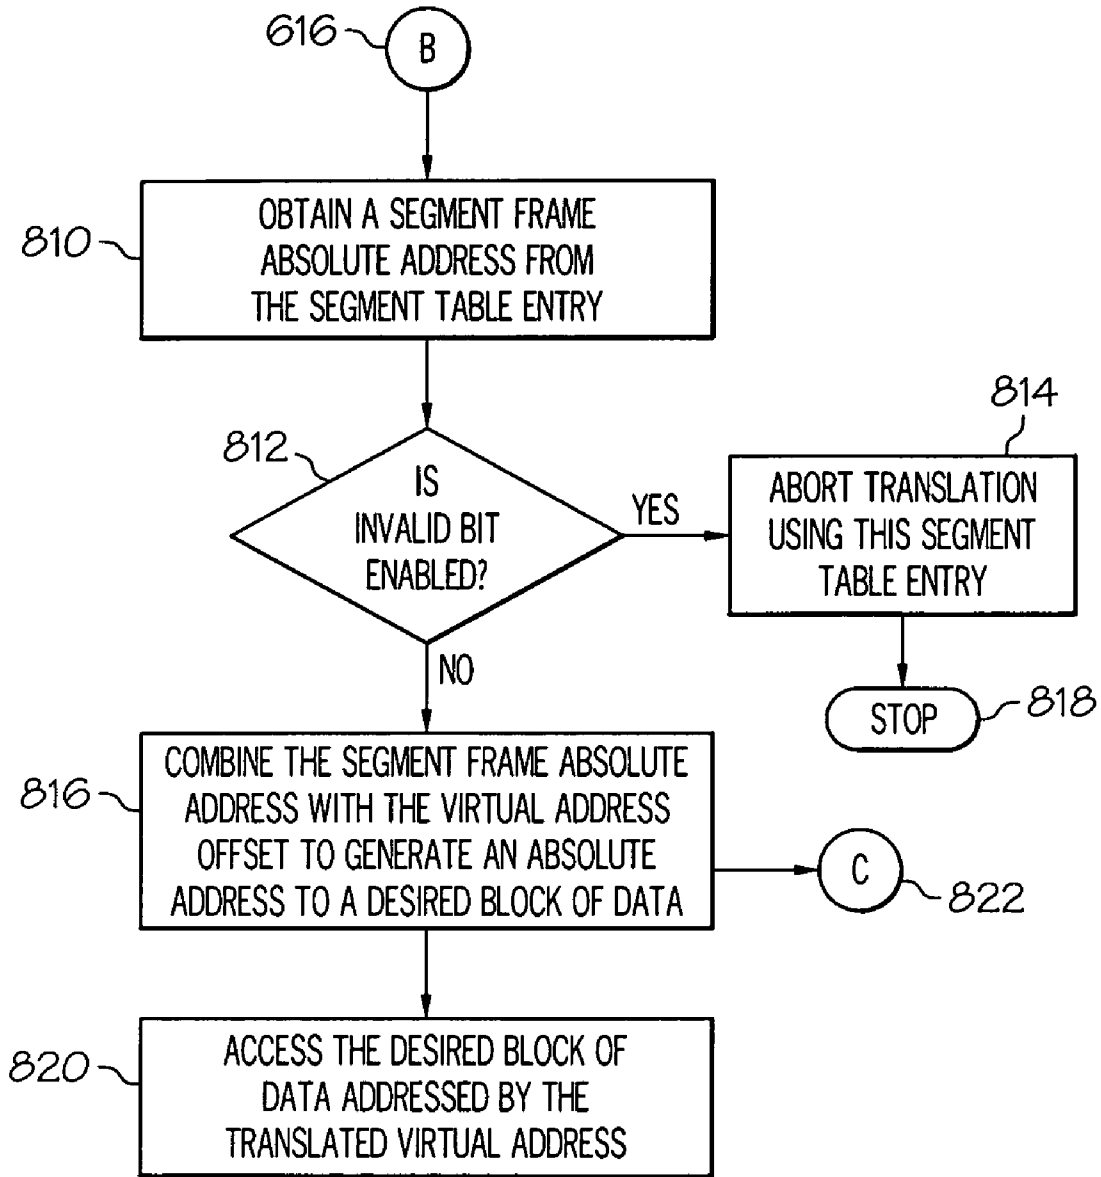 616
B
810
OBTAIN A SEGMENT FRAME
ABSOLUTE ADDRESS FROM
THE SEGMENT TABLE ENTRY
812
IS
INVALID BIT
ENABLED?
YES
814
ABORT TRANSLATION
USING THIS SEGMENT
TABLE ENTRY
NO
STOP
818
816
COMBINE THE SEGMENT FRAME ABSOLUTE
ADDRESS WITH THE VIRTUAL ADDRESS
OFFSET TO GENERATE AN ABSOLUTE
ADDRESS TO A DESIRED BLOCK OF DATA
C
822
820
ACCESS THE DESIRED BLOCK OF
DATA ADDRESSED BY THE
TRANSLATED VIRTUAL ADDRESS